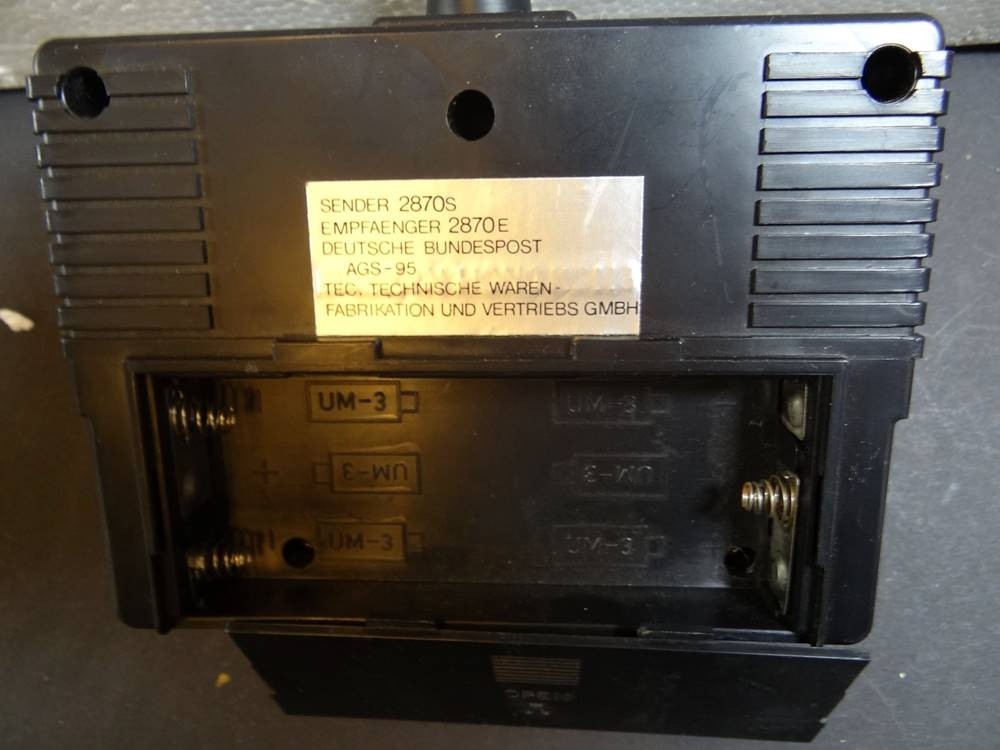 SENDER 2870S
EMPFAENGER 2870E
DEUTSCHE BUNDESPOST
AGS-95
TEC. TECHNISCHE WAREN-
FABRIKATION UND VERTRIEBS GMBH
UM-3 UM-3
+ UM-3 UM-3
UM-3 UM-3
OPEN